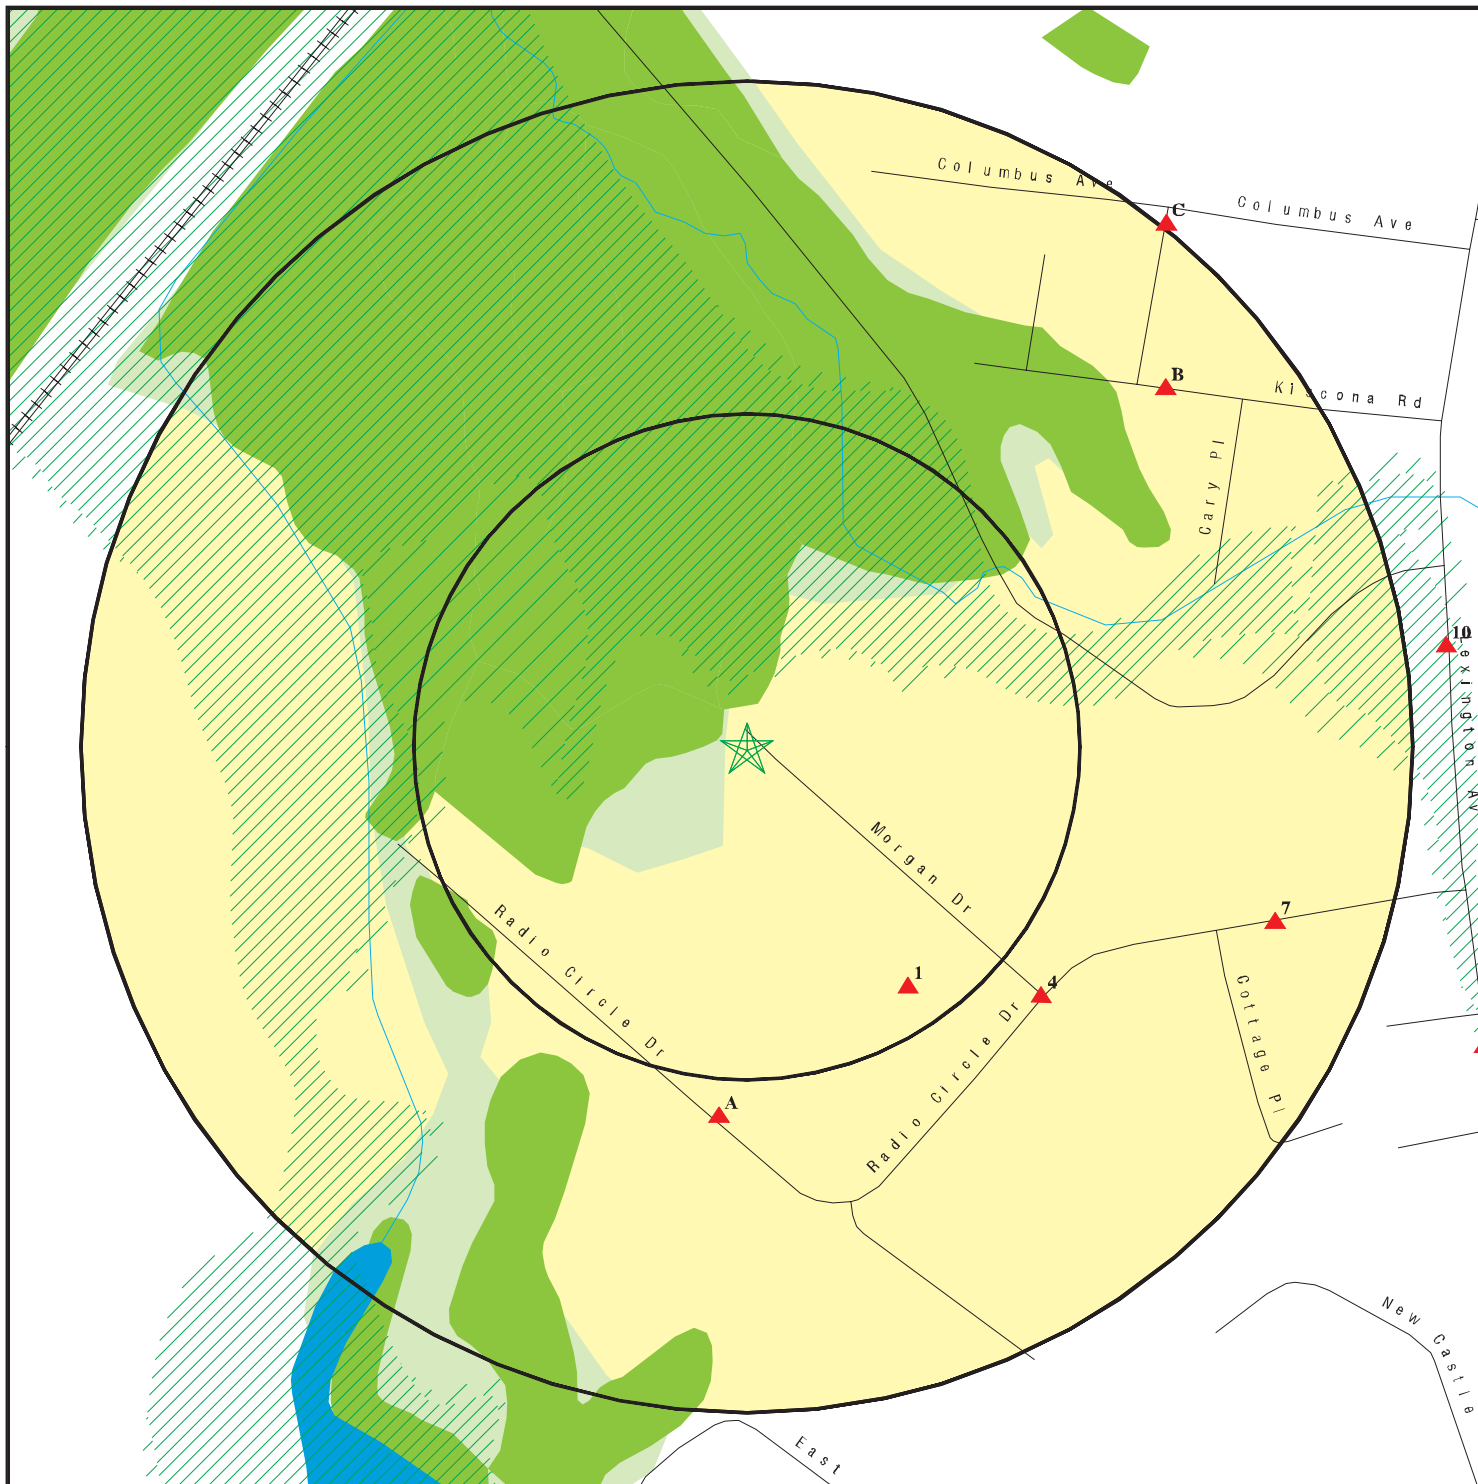 Columbus Ave
Columbus Ave
C
B
Kiscona Rd
Cary Pl
10
Lexington Av
Morgan Dr
7
Radio Circle Dr
1
4
Cottage Pl
Radio Circle Dr
A
New Castle
East